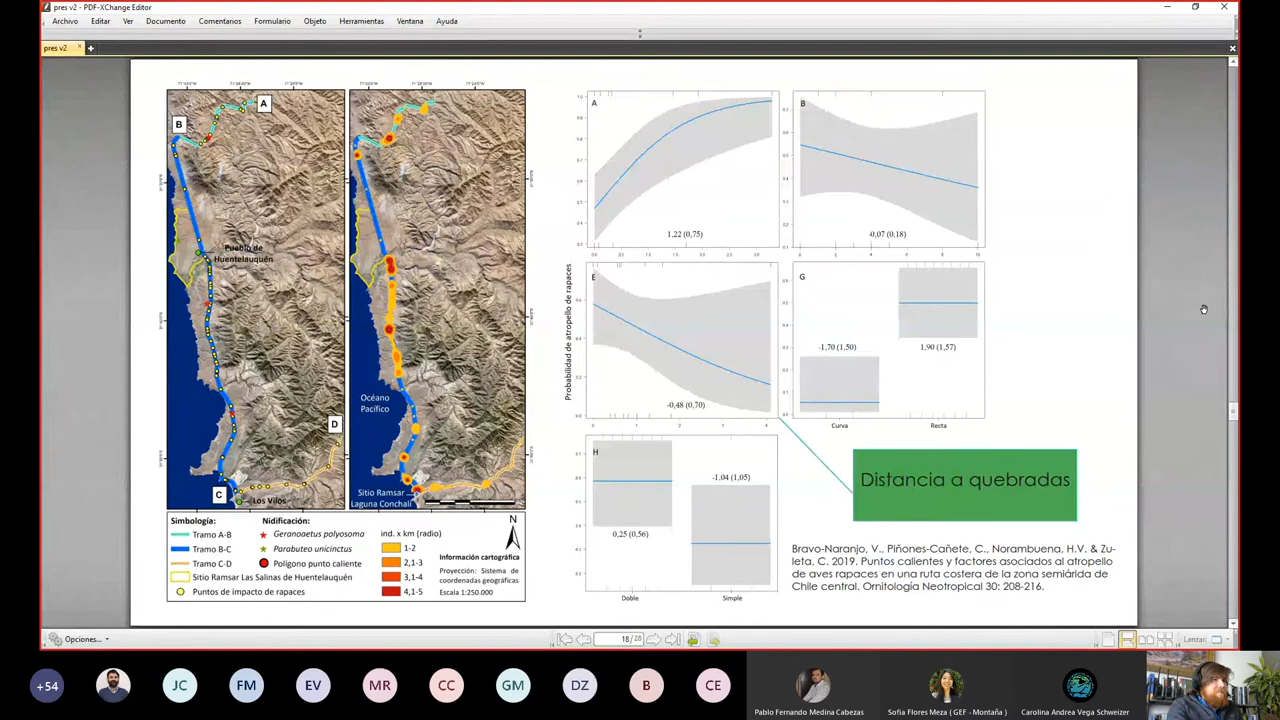 pres v2 - PDF-XChange Editor
Archivo Editar Ver Documento Comentarios Formulario Objeto Herramientas Ventana Ayuda
pres v2
A
B
Pueblo de
Huentelauquén
D
C
Los Vilos
Océano
Pacífico
Sitio Ramsar
Laguna Conchalí
Simbología:
Tramo A-B
Tramo B-C
Tramo C-D
Sitio Ramsar Las Salinas de Huentelauquén
Puntos de impacto de rapaces
Nidificación:
Geranoaetus polyosoma
Parabuteo unicinctus
Polígono punto caliente
ind. x km (radio)
1-2
2,1-3
3,1-4
4,1-5
N
Información cartográfica
Proyección: Sistema de
coordenadas geográficas
Escala 1:250.000
Probabilidad de atropello de rapaces
A
1,22 (0,75)
B
-0,07 (0,18)
E
-0,48 (0,70)
G
-1,70 (1,50)
1,90 (1,57)
Curva Recta
H
0,25 (0,56)
-1,04 (1,05)
Doble Simple
Distancia a quebradas
Bravo-Naranjo, V., Piñones-Cañete, C., Norambuena, H.V. & Zu-
leta, C. 2019. Puntos calientes y factores asociados al atropello
de aves rapaces en una ruta costera de la zona semiárida de
Chile central. Ornitología Neotropical 30: 208-216.
Opciones...
18 / 28
Lanzar:
+54 JC FM EV MR CC GM DZ B CE
Pablo Fernando Medina Cabezas
Sofia Flores Meza ( GEF - Montaña )
Carolina Andrea Vega Schweizer